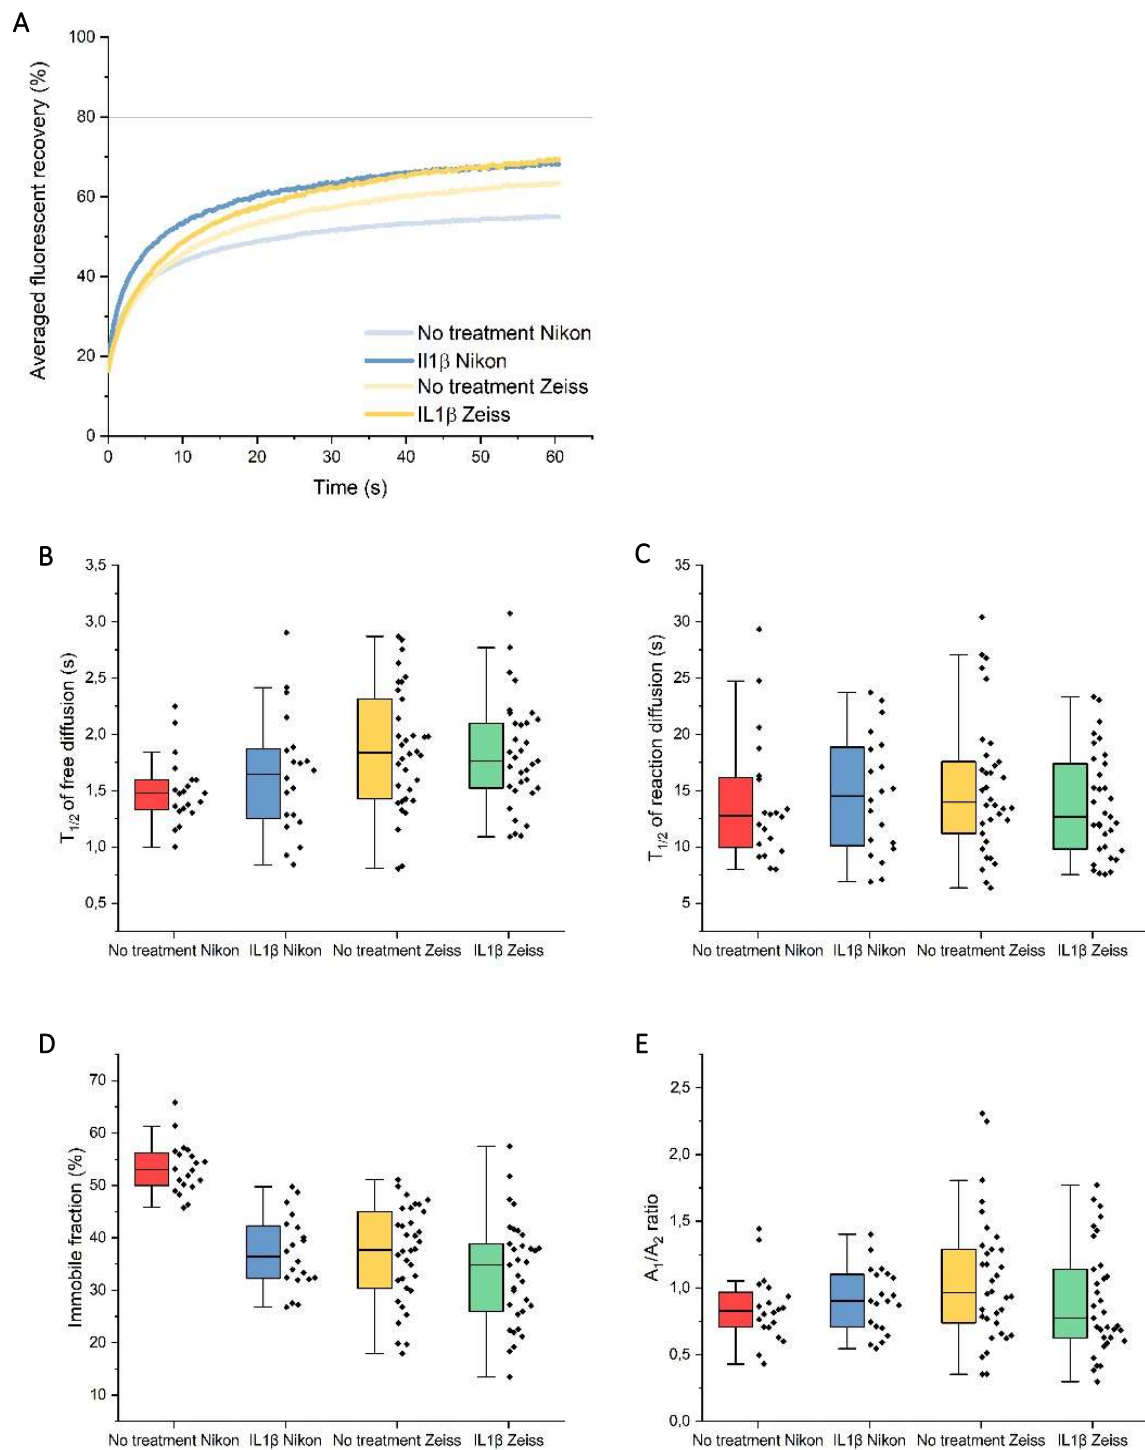 A
Averaged fluorescent recovery (%)
100
80
60
40
20
0
0 10 20 30 40 50 60
Time (s)
No treatment Nikon
Il1β Nikon
No treatment Zeiss
IL1β Zeiss
B
T1/2 of free diffusion (s)
3,5
3,0
2,5
2,0
1,5
1,0
0,5
No treatment Nikon IL1β Nikon No treatment Zeiss IL1β Zeiss
C
T1/2 of reaction diffusion (s)
35
30
25
20
15
10
5
No treatment Nikon IL1β Nikon No treatment Zeiss IL1β Zeiss
D
Immobile fraction (%)
70
60
50
40
30
20
10
No treatment Nikon IL1β Nikon No treatment Zeiss IL1β Zeiss
E
A1/A2 ratio
2,5
2,0
1,5
1,0
0,5
0,0
No treatment Nikon IL1β Nikon No treatment Zeiss IL1β Zeiss